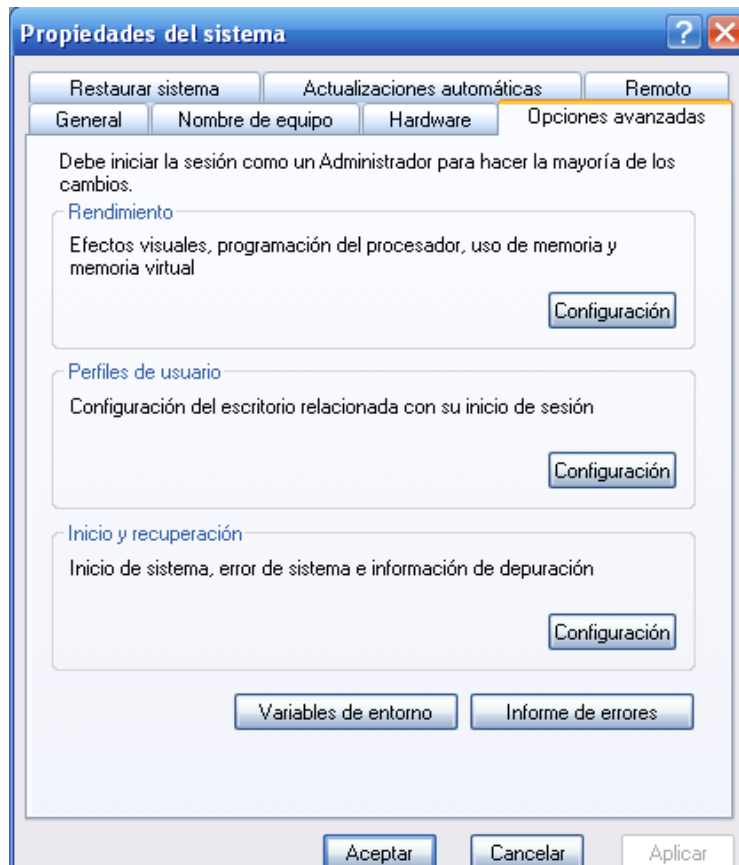 Propiedades del sistema
Restaurar sistema
Actualizaciones automáticas
Remoto
General
Nombre de equipo
Hardware
Opciones avanzadas
Debe iniciar la sesión como un Administrador para hacer la mayoría de los
cambios.
Rendimiento
Efectos visuales, programación del procesador, uso de memoria y
memoria virtual
Configuración
Perfiles de usuario
Configuración del escritorio relacionada con su inicio de sesión
Configuración
Inicio y recuperación
Inicio de sistema, error de sistema e información de depuración
Configuración
Variables de entorno
Informe de errores
Aceptar
Cancelar
Aplicar